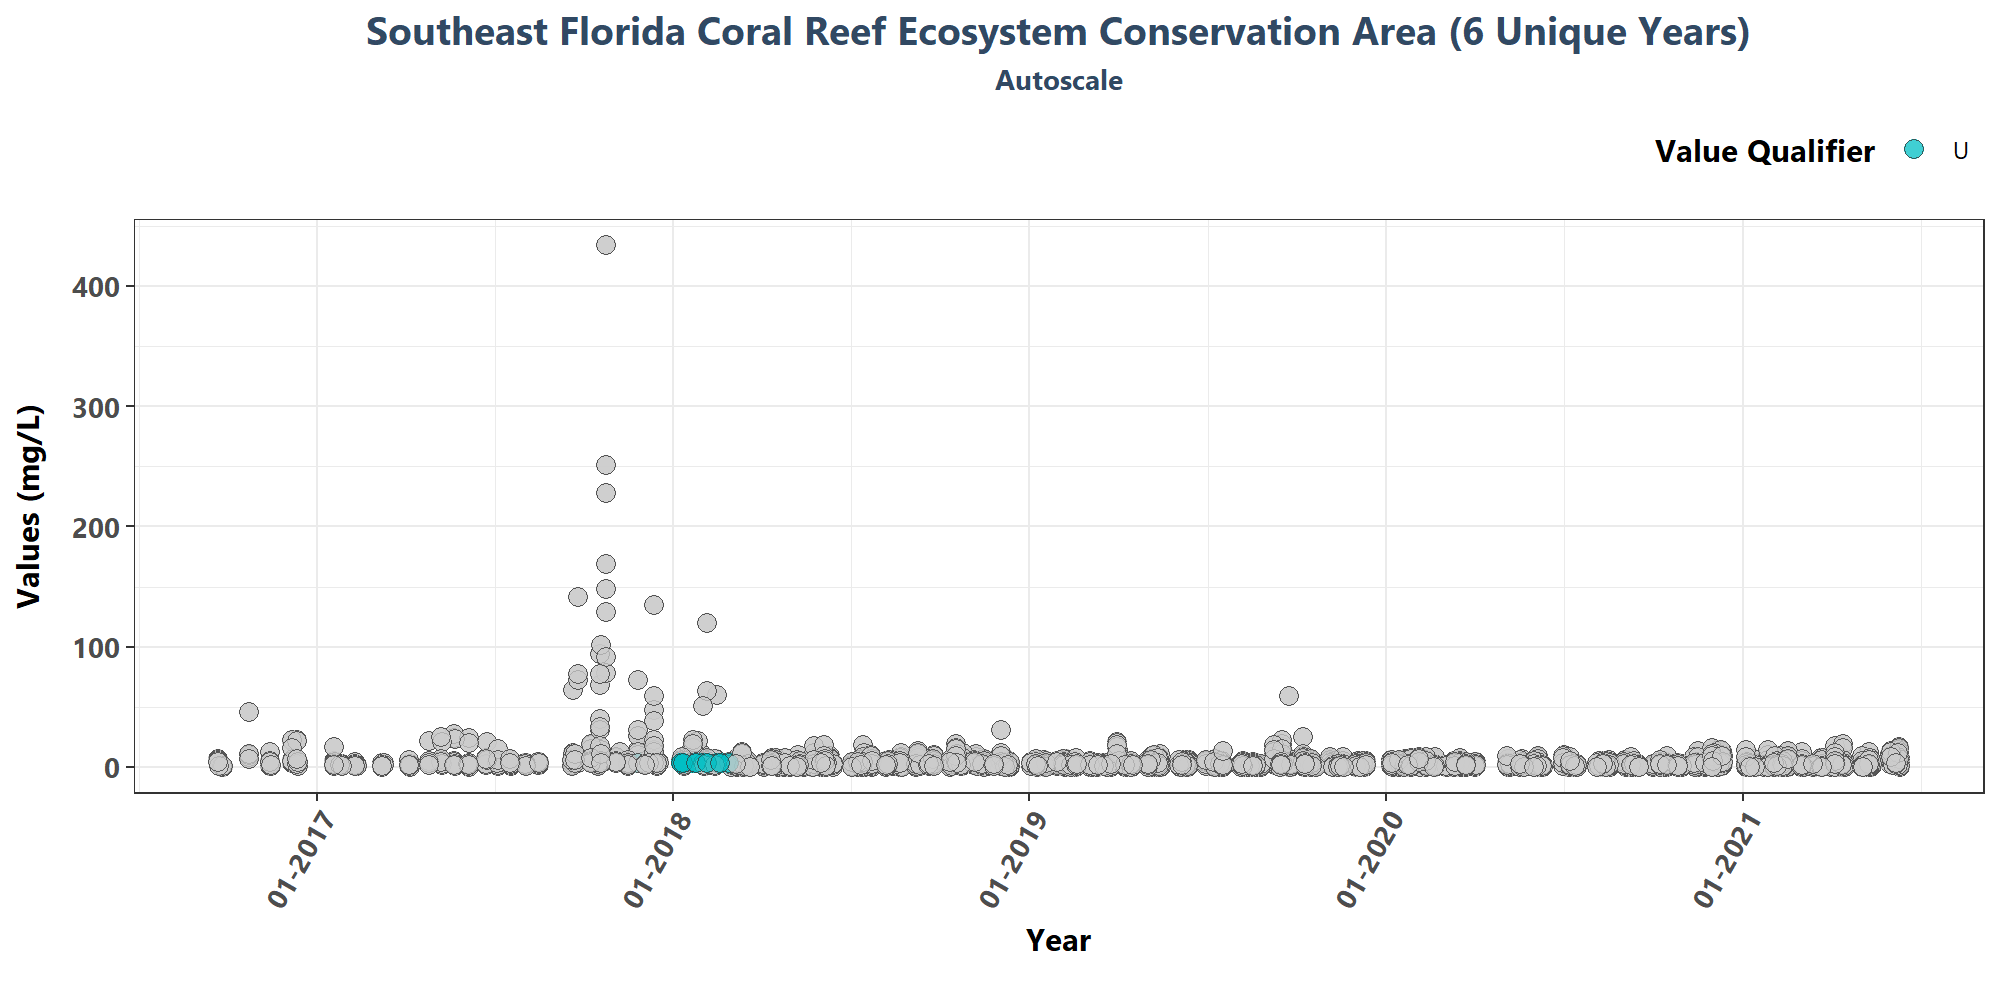 Southeast Florida Coral Reef Ecosystem Conservation Area (6 Unique Years)
Autoscale
Value Qualifier U
Values (mg/L)
400
300
200
100
0
01-2017
01-2018
01-2019
01-2020
01-2021
Year